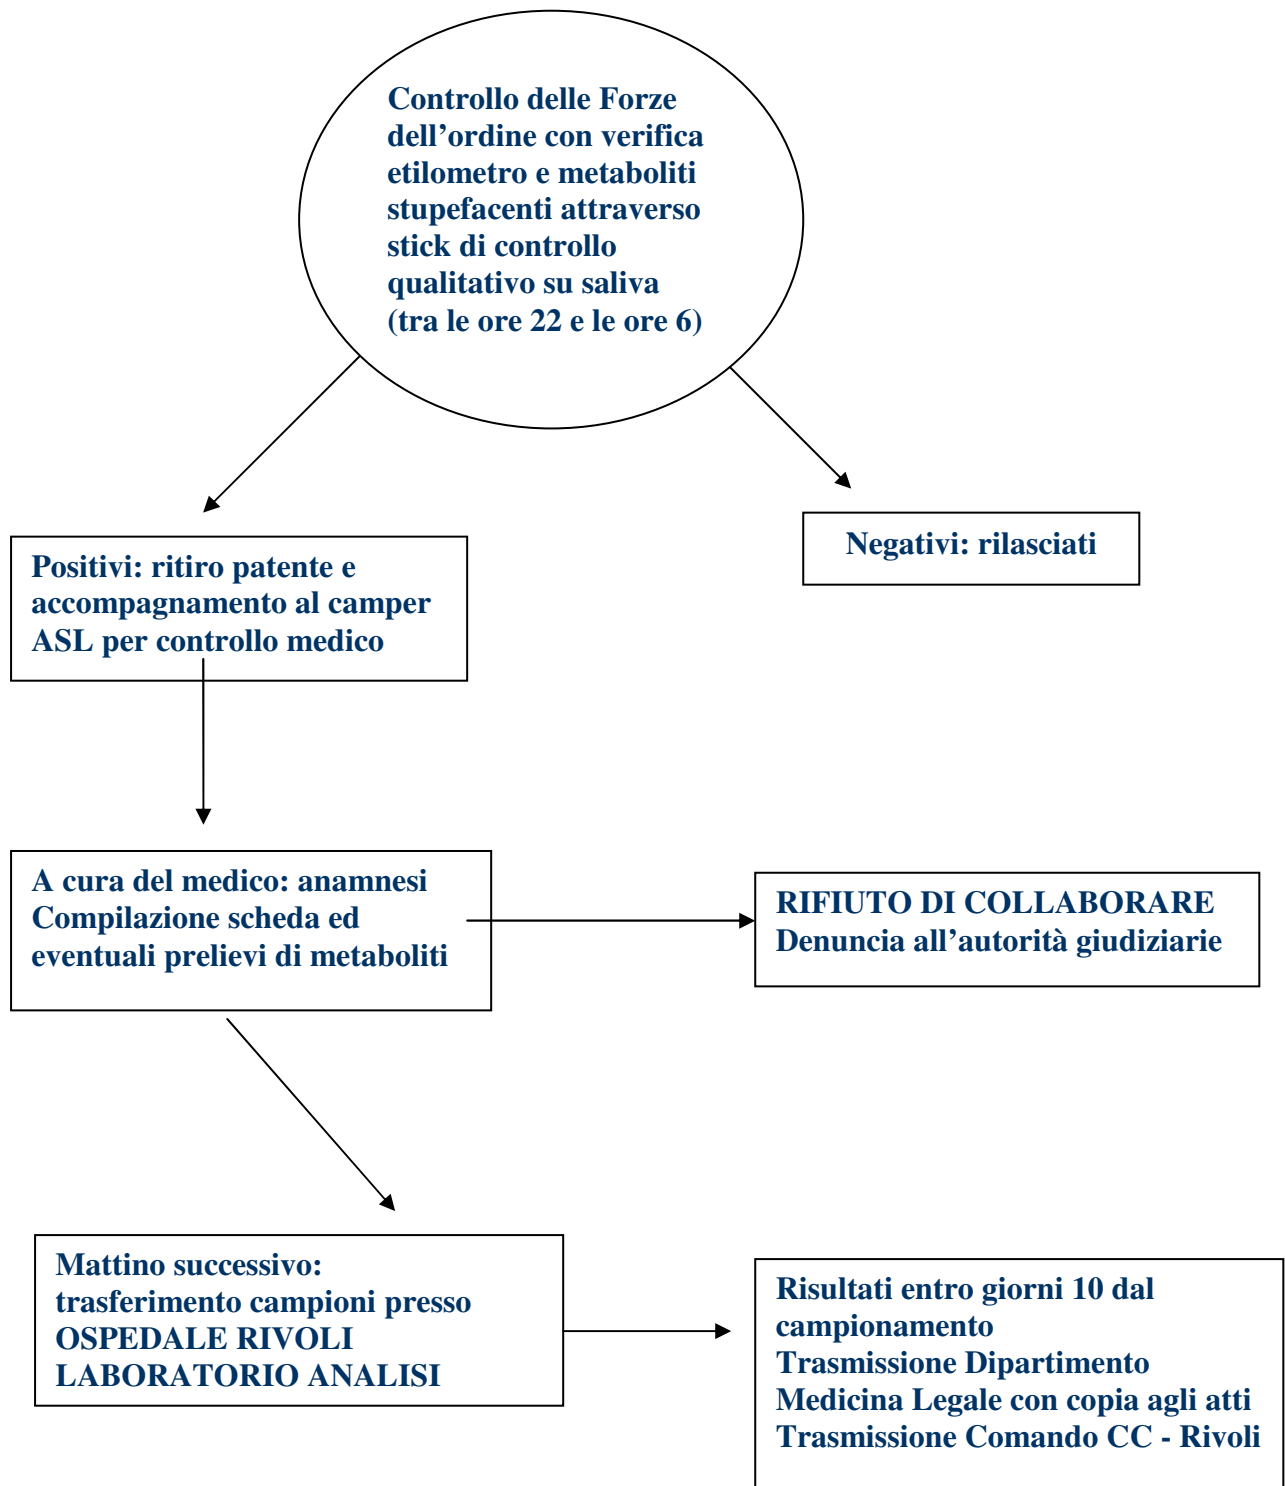 Controllo delle Forze
dell’ordine con verifica
etilometro e metaboliti
stupefacenti attraverso
stick di controllo
qualitativo su saliva
(tra le ore 22 e le ore 6)
Positivi: ritiro patente e
accompagnamento al camper
ASL per controllo medico
Negativi: rilasciati
A cura del medico: anamnesi
Compilazione scheda ed
eventuali prelievi di metaboliti
RIFIUTO DI COLLABORARE
Denuncia all’autorità giudiziarie
Mattino successivo:
trasferimento campioni presso
OSPEDALE RIVOLI
LABORATORIO ANALISI
Risultati entro giorni 10 dal
campionamento
Trasmissione Dipartimento
Medicina Legale con copia agli atti
Trasmissione Comando CC - Rivoli